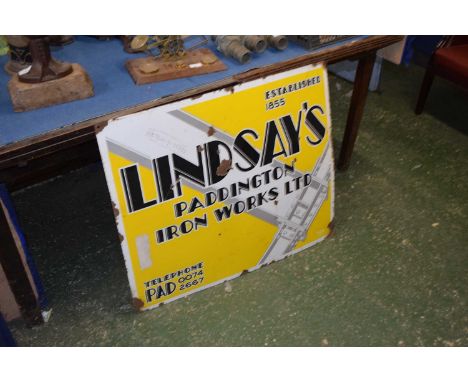 ESTABLISHED
1855
LINDSAY'S
PADDINGTON
IRON WORKS LTD
TELEPHONE
PAD 0074
2667